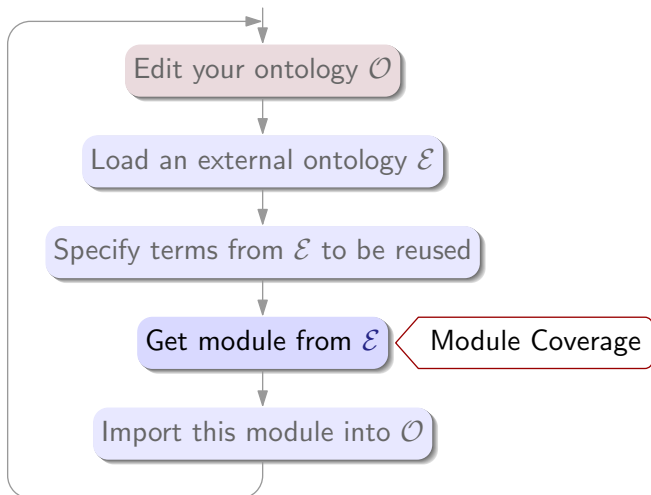 Edit your ontology 𝒪
Load an external ontology ℰ
Specify terms from ℰ to be reused
Get module from ℰ
Module Coverage
Import this module into 𝒪